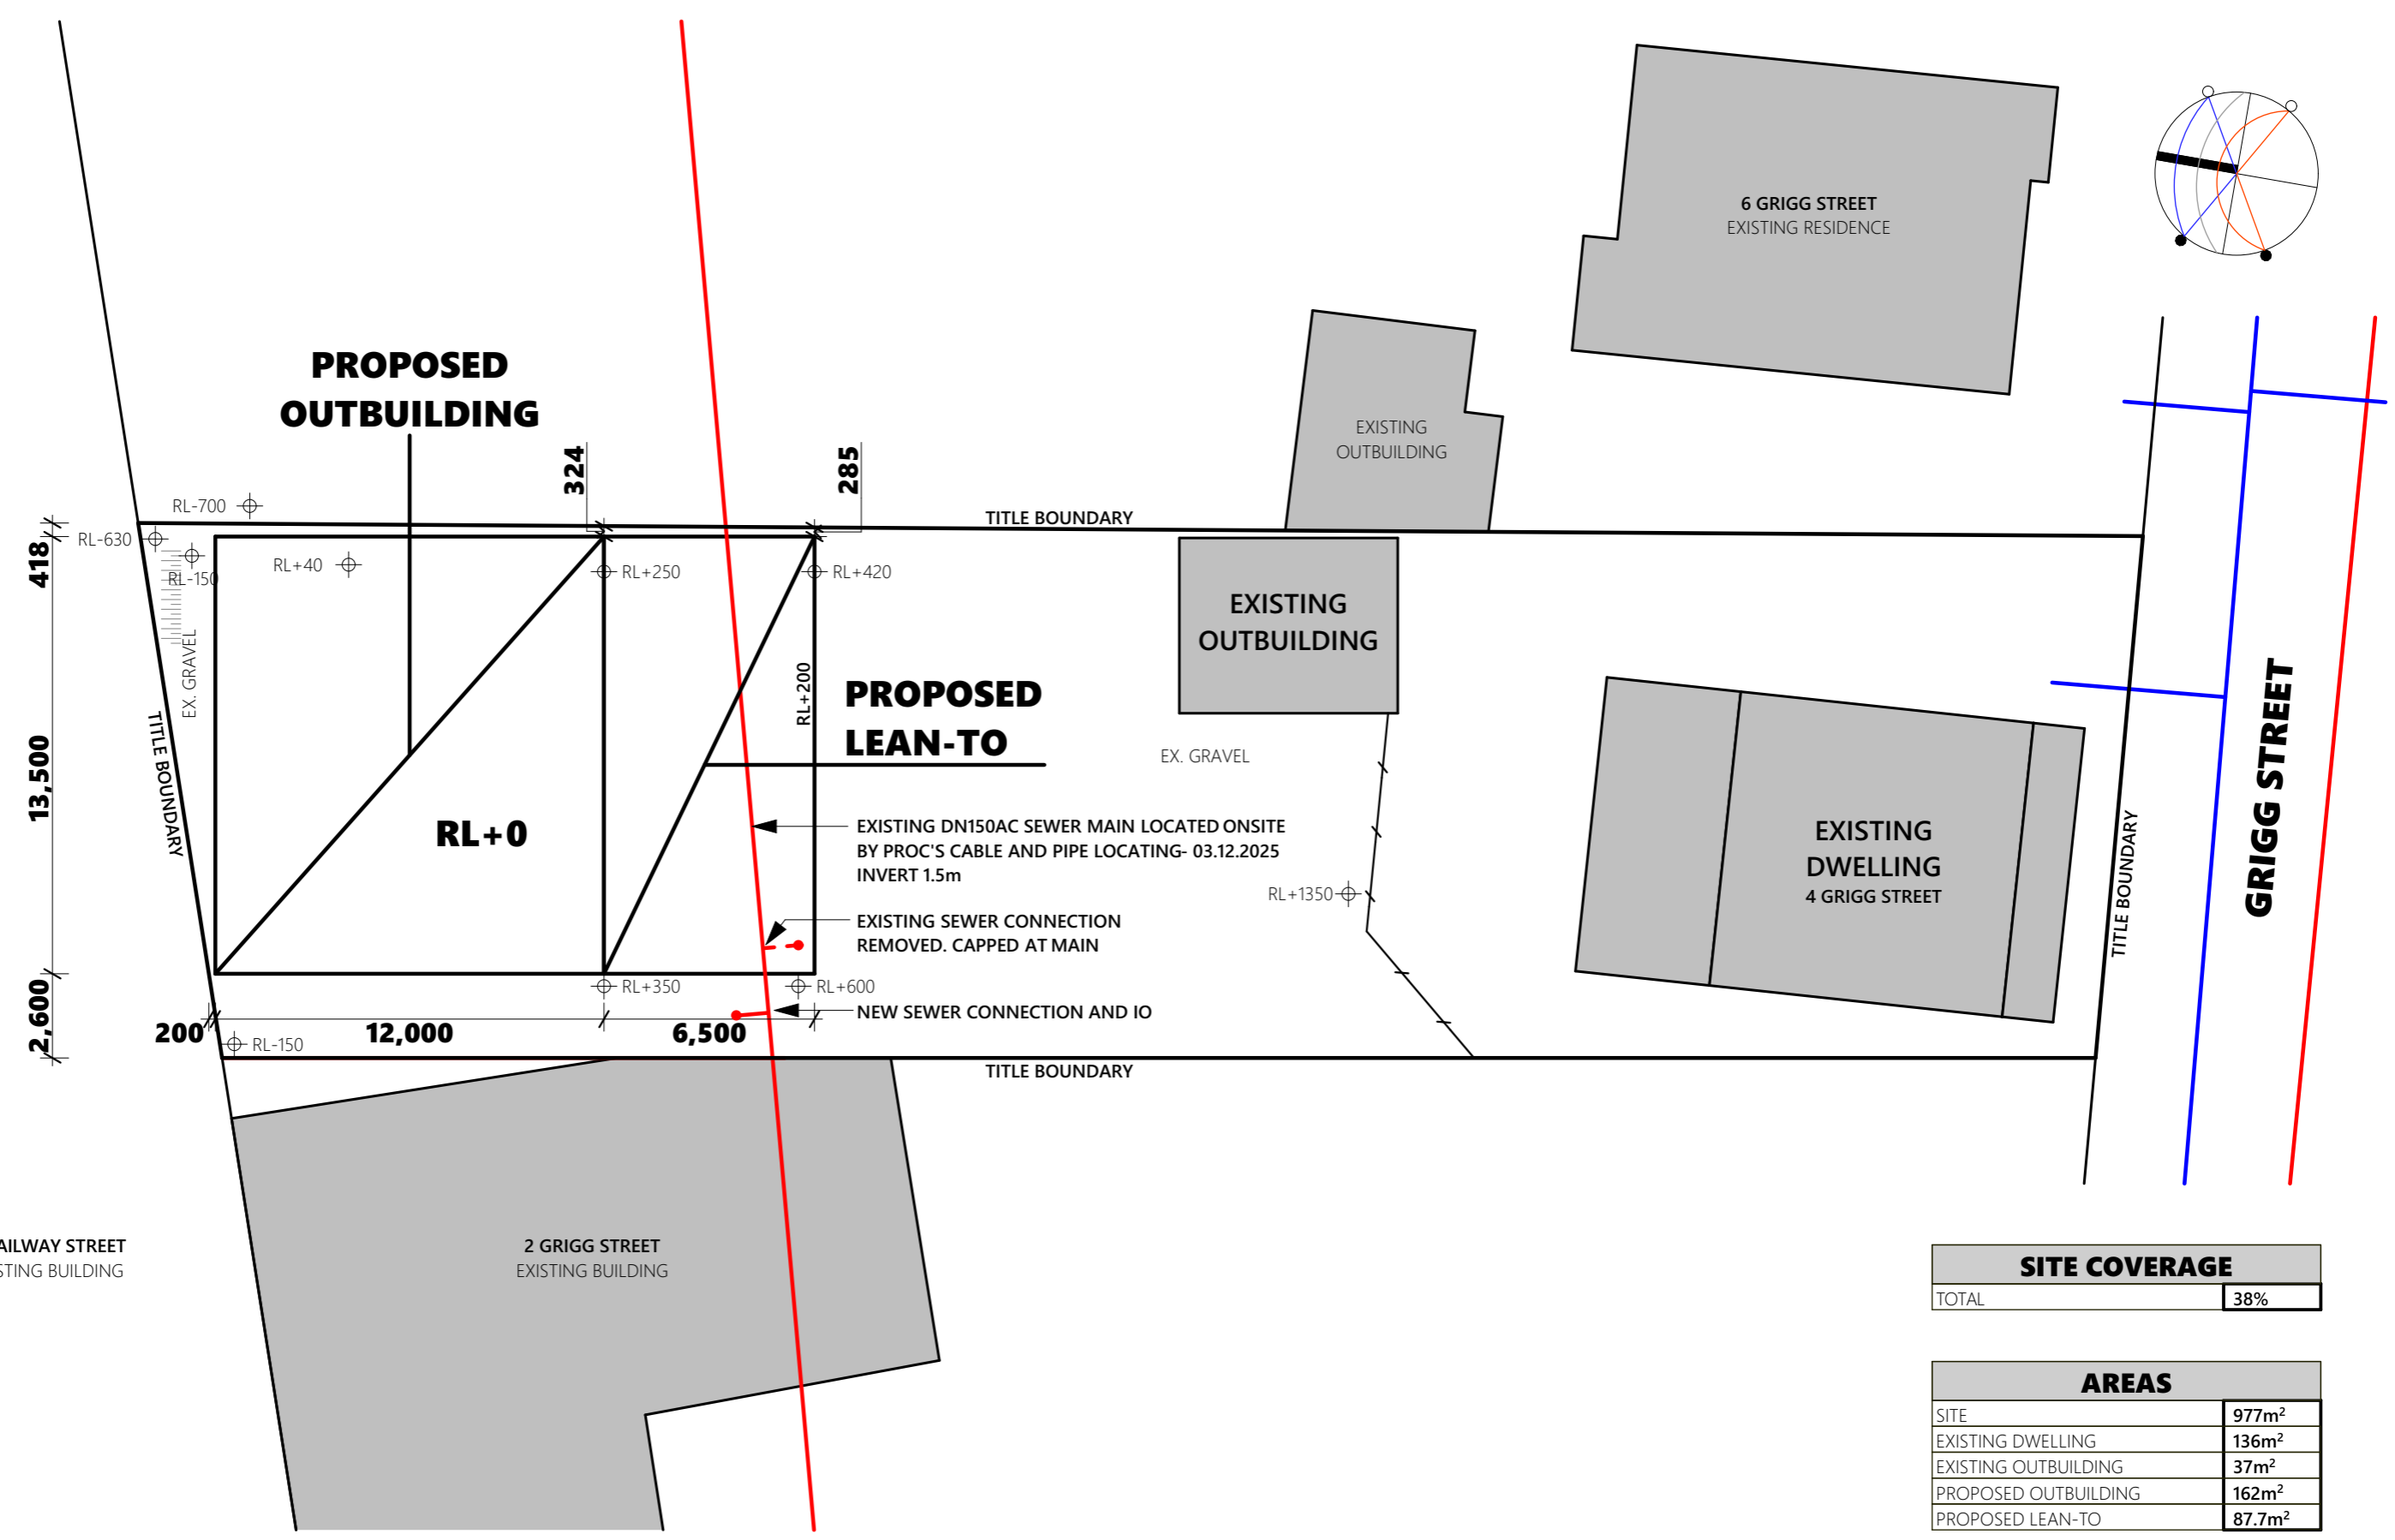 6 GRIGG STREET
EXISTING RESIDENCE
PROPOSED
OUTBUILDING
EXISTING
OUTBUILDING
324
285
RL-700
TITLE BOUNDARY
RL-630
418
RL-150
RL+40
RL+250
RL+420
EX. GRAVEL
EXISTING
OUTBUILDING
RL+200
PROPOSED
LEAN-TO
EX. GRAVEL
TITLE BOUNDARY
13,500
RL+0
EXISTING DN150AC SEWER MAIN LOCATED ONSITE
BY PROC'S CABLE AND PIPE LOCATING- 03.12.2025
INVERT 1.5m
EXISTING SEWER CONNECTION
REMOVED. CAPPED AT MAIN
RL+1350
EXISTING
DWELLING
4 GRIGG STREET
TITLE BOUNDARY
GRIGG STREET
RL+350
RL+600
NEW SEWER CONNECTION AND IO
2,600
200
12,000
6,500
RL-150
TITLE BOUNDARY
AILWAY STREET
STING BUILDING
2 GRIGG STREET
EXISTING BUILDING
SITE COVERAGE
TOTAL 38%
AREAS
SITE 977m²
EXISTING DWELLING 136m²
EXISTING OUTBUILDING 37m²
PROPOSED OUTBUILDING 162m²
PROPOSED LEAN-TO 87.7m²